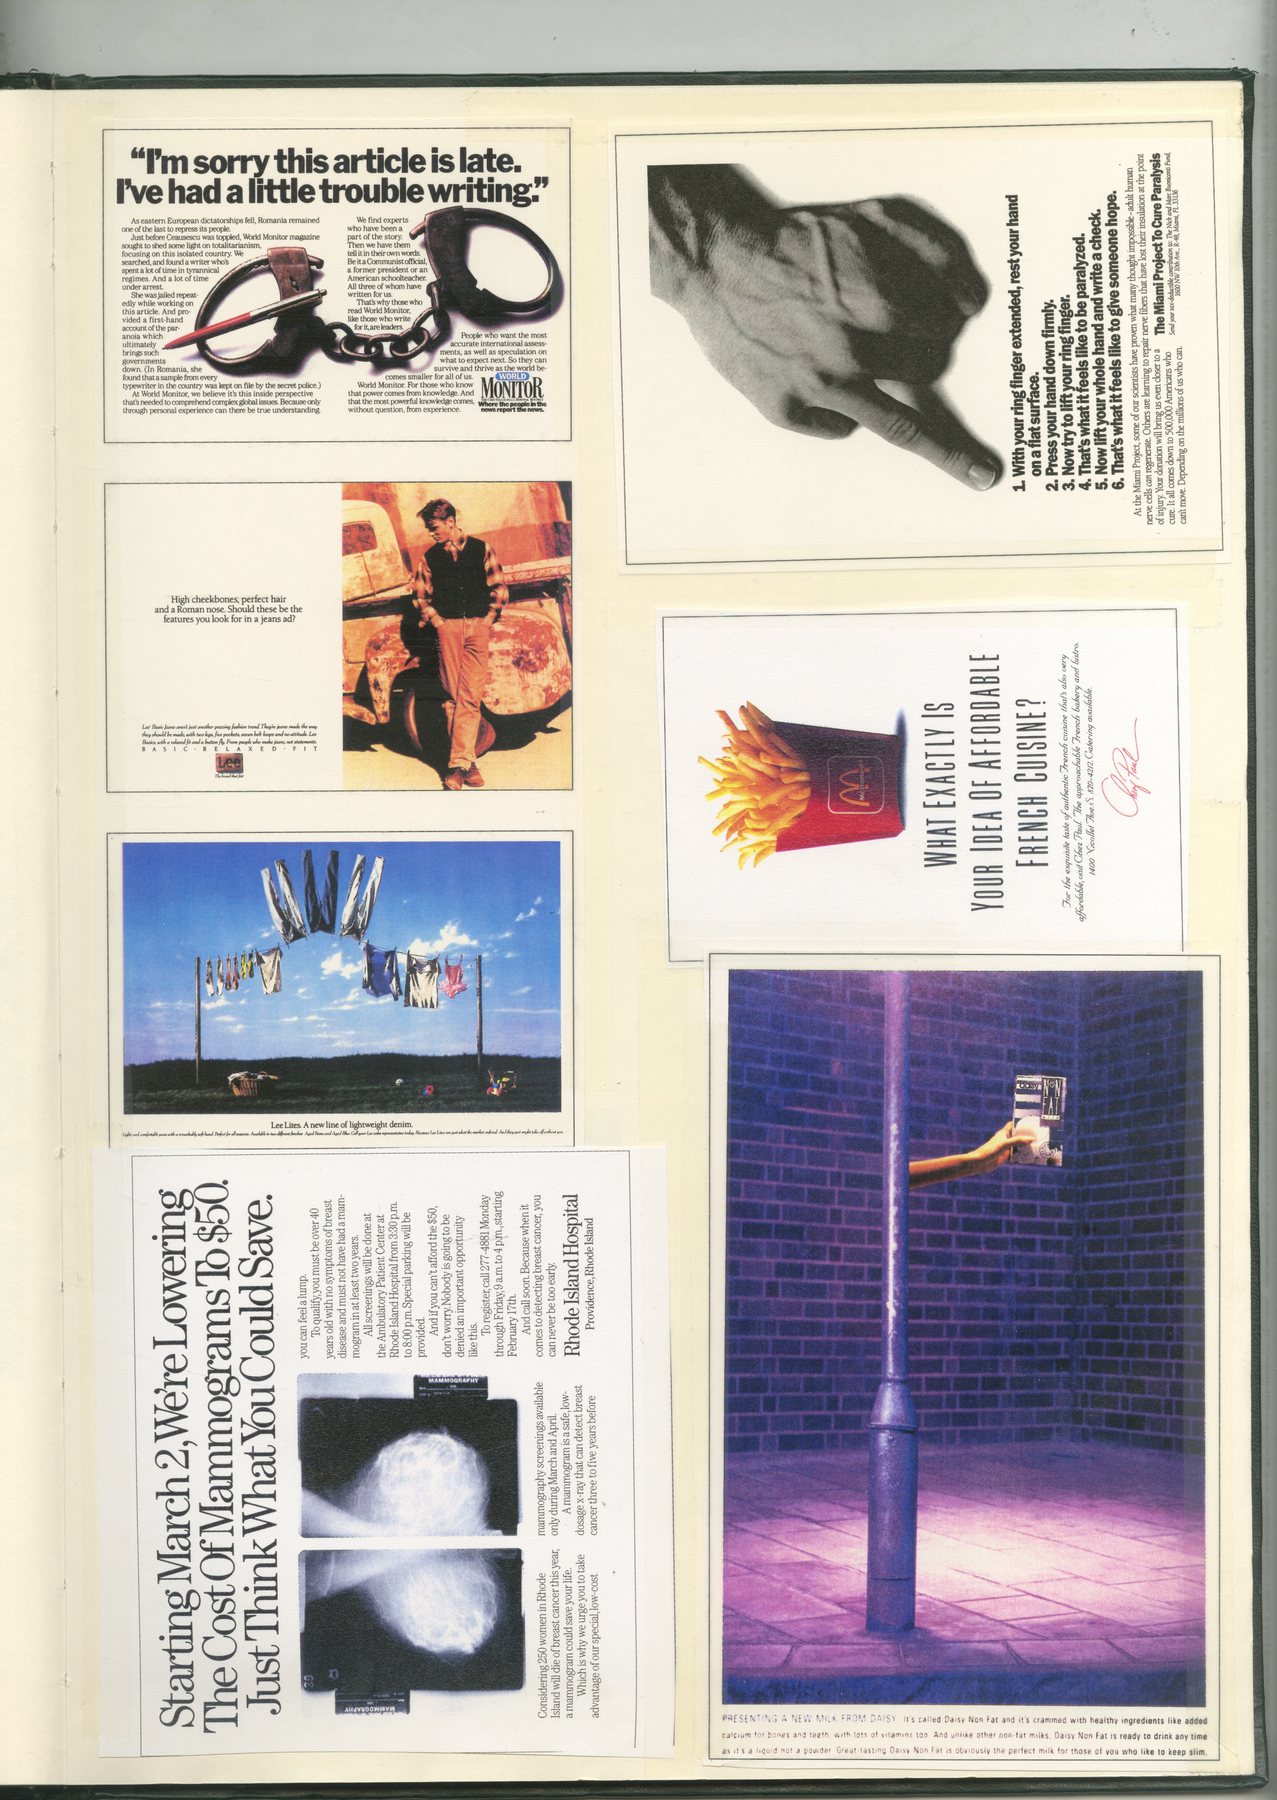 “I’m sorry this article is late.
I’ve had a little trouble writing.”
As eastern European dictatorships fell, Romania remained
one of the last to repress its people.
Just before Ceausescu was toppled, World Monitor magazine
sought to shed some light on totalitarianism,
focusing on this isolated country. We
searched, and found a writer who’s
spent a lot of time in tyrannical
regimes. And a lot of time
under arrest.
She was jailed repeat-
edly while working on
this article. And pro-
vided a first-hand
account of the par-
anoia which
ultimately
brings such
governments
down. (In Romania, she
found that a sample from every
typewriter in the country was kept on file by the secret police.)
At World Monitor, we believe it’s this inside perspective
that’s needed to comprehend complex global issues. Because only
through personal experience can there be true understanding.
We find experts
who have been a
part of the story.
Then we have them
tell it in their own words.
Be it a Communist official,
a former president or an
American schoolteacher.
All three of whom have
written for us.
That’s why those who
read World Monitor,
like those who write
for it, are leaders.
People who want the most
accurate international assess-
ments, as well as speculation on
what to expect next. So they can
survive and thrive as the world be-
comes smaller for all of us.
World Monitor. For those who know
that power comes from knowledge. And
that the most powerful knowledge comes,
without question, from experience.
WORLD
MONITOR
Where the people in the
news report the news.
High cheekbones, perfect hair
and a Roman nose. Should these be the
features you look for in a jeans ad?
Lee Basic Jeans aren’t just another passing fashion trend. They’re jeans made the way
they should be made, with two legs, five pockets, seven belt loops and no attitude. Lee
Basics, with a relaxed fit and a button fly. From people who make jeans, not statements.
BASIC · RELAXED · FIT
Lee
The brand that fits
Lee Lites. A new line of lightweight denim.
Starting March 2, We’re Lowering
The Cost Of Mammograms To $50.
Just Think What You Could Save.
MAMMOGRAPHY
MAMMOGRAPHY
Considering 250 women in Rhode
Island will die of breast cancer this year,
a mammogram could save your life.
Which is why we urge you to take
advantage of our special, low-cost
mammography screenings available
only during March and April.
A mammogram is a safe, low-
dosage x-ray that can detect breast
cancer three to five years before
you can feel a lump.
To qualify, you must be over 40
years old with no symptoms of breast
disease and must not have had a mam-
mogram in at least two years.
All screenings will be done at
the Ambulatory Patient Center at
Rhode Island Hospital from 3:30 p.m.
to 8:00 p.m. Special parking will be
provided.
And if you can’t afford the $50,
don’t worry. Nobody is going to be
denied an important opportunity
like this.
To register, call 277-4881 Monday
through Friday, 9 a.m. to 4 p.m., starting
February 17th.
And call soon. Because when it
comes to detecting breast cancer, you
can never be too early.
Rhode Island Hospital
Providence, Rhode Island
1. With your ring finger extended, rest your hand
on a flat surface.
2. Press your hand down firmly.
3. Now try to lift your ring finger.
4. That’s what it feels like to be paralyzed.
5. Now lift your whole hand and write a check.
6. That’s what it feels like to give someone hope.
At the Miami Project, some of our scientists have proven what many thought impossible–adult human
nerve cells can regenerate. Others are learning to repair nerve fibers that have lost their insulation at the point
of injury. Your donation will bring us even closer to a
cure. It all comes down to 500,000 Americans who
can’t move. Depending on the millions of us who can.
The Miami Project To Cure Paralysis
Send your tax-deductible contribution to: The Nick and Marc Buoniconti Fund,
1600 NW 10th Ave., R-48, Miami, FL 33136
McDonald's
What Exactly Is
Your Idea Of Affordable
French Cuisine?
For the exquisite taste of authentic French cuisine that’s also very
affordable, visit Chez Paul. The approachable French bakery and bistro.
1400 Nicollet Ave. S. 870-4212. Catering available.
Chez Paul
daisy
NON
FAT
MILK
PRESENTING A NEW MILK FROM DAISY. It’s called Daisy Non Fat and it’s crammed with healthy ingredients like added
calcium for bones and teeth, with lots of vitamins too. And unlike other non-fat milks, Daisy Non Fat is ready to drink any time
as it’s a liquid not a powder. Great-tasting Daisy Non Fat is obviously the perfect milk for those of you who like to keep slim.